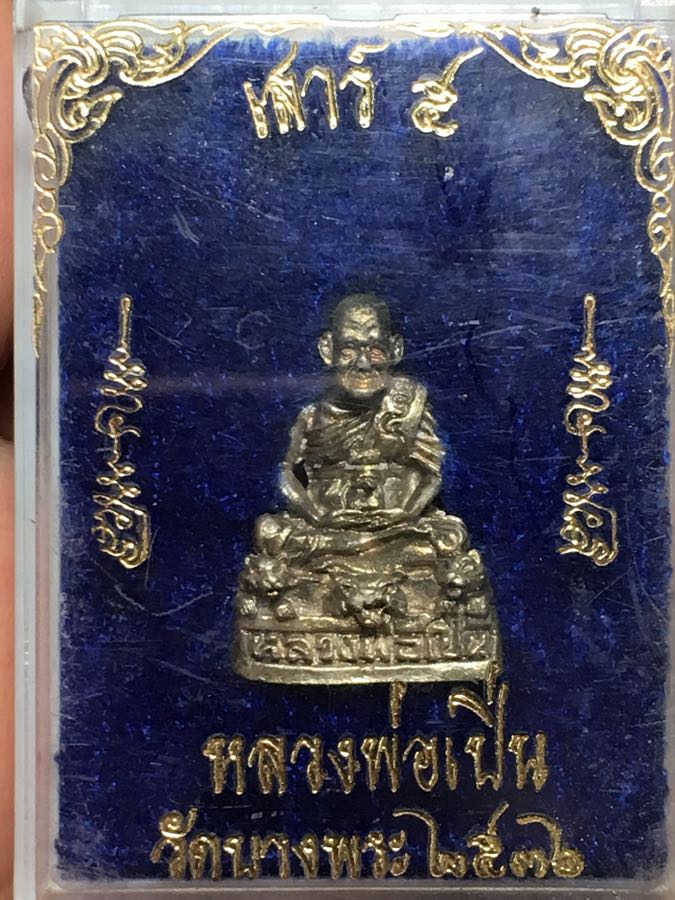 เสาร์ ๕
หลวงพ่อเปิ่น
หลวงพ่อเปิ่น
วัดบางพระ๒๕๓๖